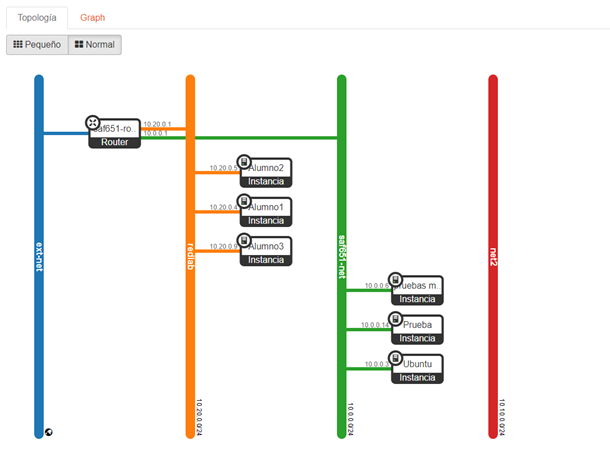 Topología Graph
Pequeño Normal
saf651-ro..
Router
10.20.0.1
10.0.0.1
10.20.0.5
Alumno2
Instancia
10.20.0.4
Alumno1
Instancia
10.20.0.9
Alumno3
Instancia
ext-net
redlab
saf651-net
net2
10.0.0.6
pruebas m...
Instancia
10.0.0.14
Prueba
Instancia
10.0.0.3
Ubuntu
Instancia
10.20.0.0/24
10.0.0.0/24
10.10.0.0/24